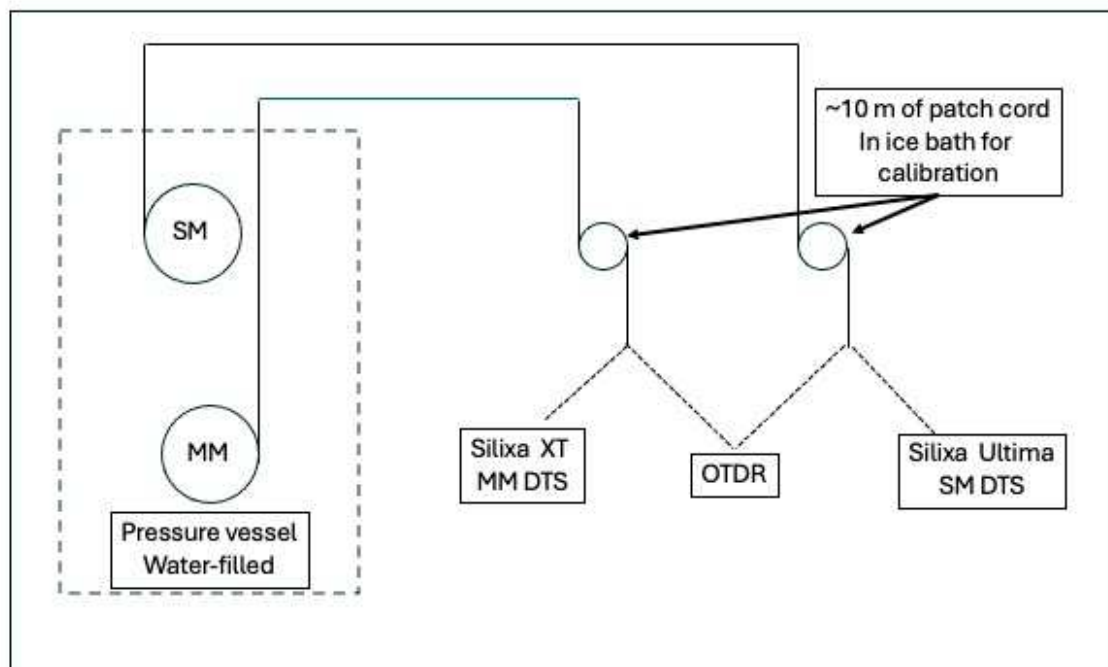 ~10 m of patch cord
In ice bath for
calibration
SM
MM
Silixa XT
MM DTS
OTDR
Silixa Ultima
SM DTS
Pressure vessel
Water-filled